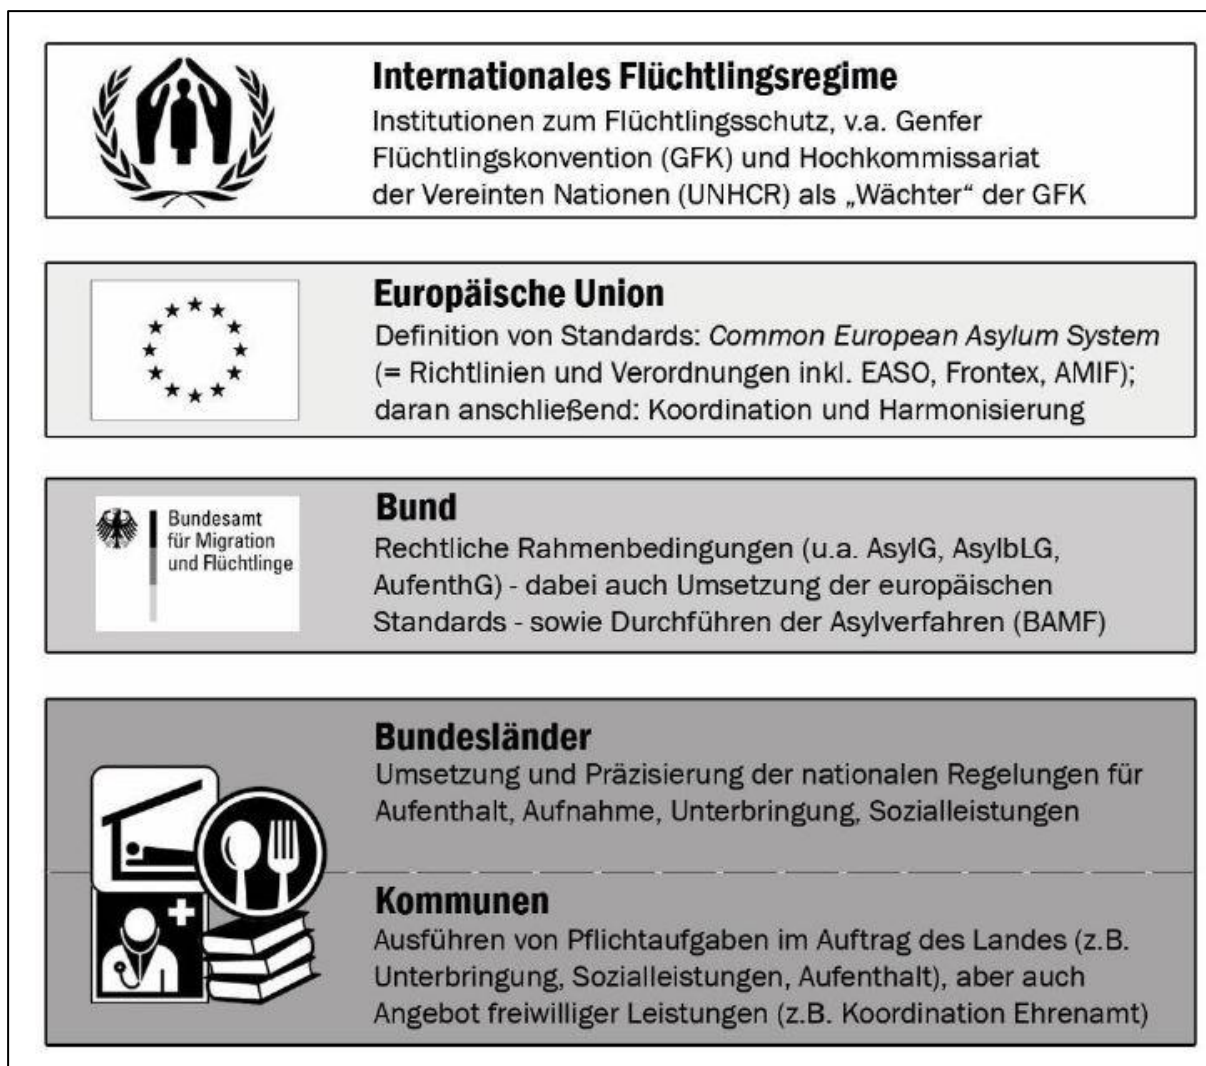 Internationales Flüchtlingsregime
Institutionen zum Flüchtlingsschutz, v.a. Genfer
Flüchtlingskonvention (GFK) und Hochkommissariat
der Vereinten Nationen (UNHCR) als „Wächter“ der GFK
Europäische Union
Definition von Standards: Common European Asylum System
(= Richtlinien und Verordnungen inkl. EASO, Frontex, AMIF);
daran anschließend: Koordination und Harmonisierung
Bundesamt
für Migration
und Flüchtlinge
Bund
Rechtliche Rahmenbedingungen (u.a. AsylG, AsylbLG,
AufenthG) - dabei auch Umsetzung der europäischen
Standards - sowie Durchführen der Asylverfahren (BAMF)
Bundesländer
Umsetzung und Präzisierung der nationalen Regelungen für
Aufenthalt, Aufnahme, Unterbringung, Sozialleistungen
Kommunen
Ausführen von Pflichtaufgaben im Auftrag des Landes (z.B.
Unterbringung, Sozialleistungen, Aufenthalt), aber auch
Angebot freiwilliger Leistungen (z.B. Koordination Ehrenamt)